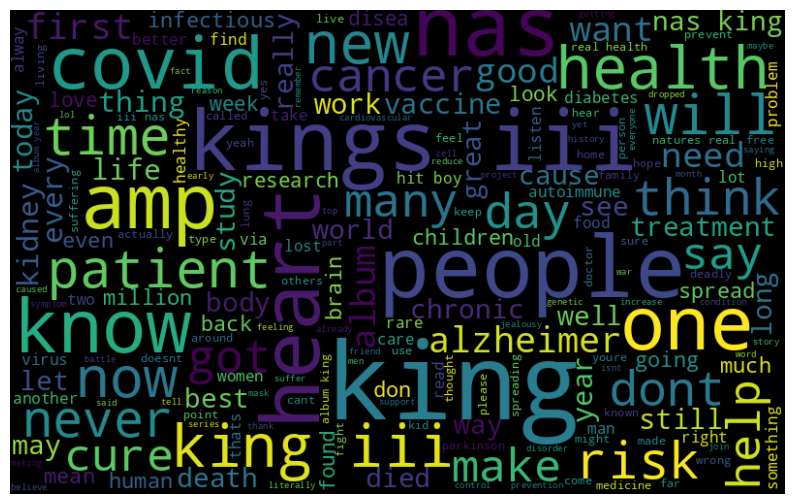 first
infectious
disea
live
getting
want
nas king
nas
new
alway
better
find
really
real health
prevent
maybe
covid
living
fact
reason
remember
cancer
good
health
problem
thing
yes
iii nas
love
week
take
work
vaccine
look
diabetes
dropped
album year
lol
today
time
healthy
called
yeah
cardiovascular
listen
feel
hear
yet
person
everyone
will
natures real
free
saying
kings iii
life
early
cell
reduce
project
history
home
hope
family
need
high
month
every
suffering
amp
study
research
hit boy
great
cause
autoimmune
see
lot
think
kidney
even
actually
type
via
lung
lost
top
part
many
world
keep
day
food
old
sure
treatment
children
doctor
war
deadly
say
patient
two
million
caused
symptom
others
brain
body
album
people
chronic
genetic
increase
condition
spread
long
know
back
around
feeling
already
rare
care
use
well
jealousy
story
virus
battle
doesnt
heart
got
friend
men
alzheimer
youre
isnt
going
one
word
much
let
now
women
suffer
don
read
thought
please
spreading
year
dont
another
said
mask
tell
best
cant
album king
support
king
kid
known
help
something
never
point
series
thank
thats
fight
way
man
might
made
still
right
join
wrong
may
cure
king iii
found
parkinson
disorder
risk
mean
human
death
died
make
come
medicine
far
believe
making
literally
control
prevention